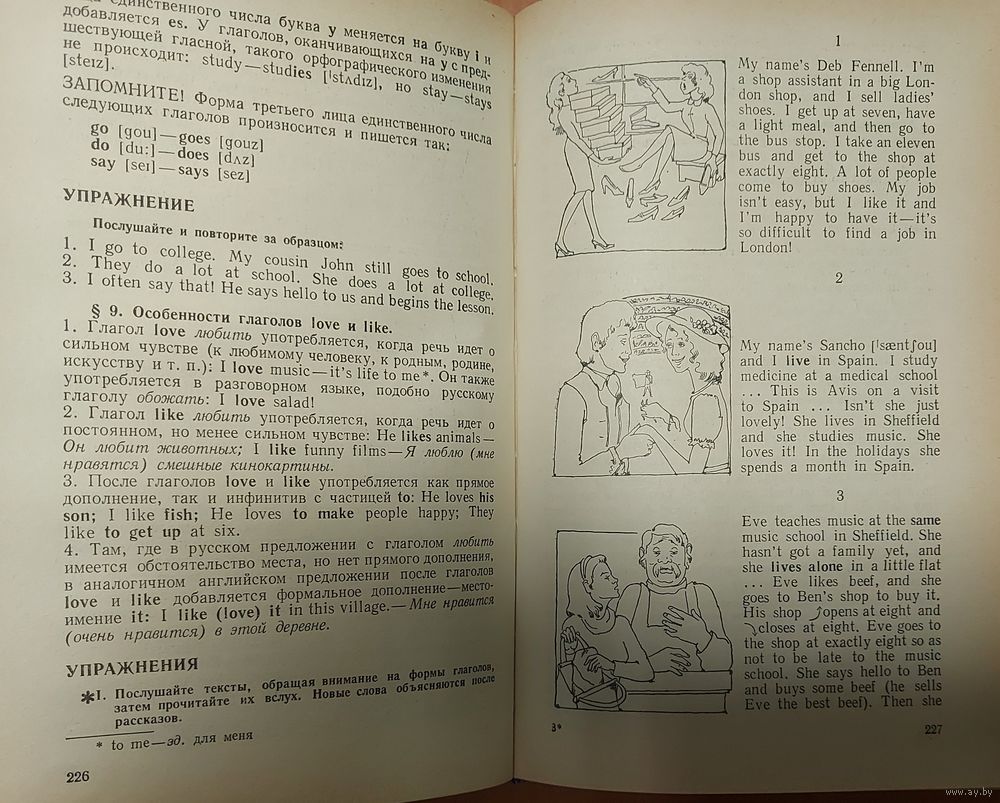 единственного числа буква y меняется на букву i и
добавляется es. У глаголов, оканчивающихся на y с пред-
шествующей гласной, такого орфографического изменения
не происходит: study—studies [ˈstʌdɪz], но stay—stays
[steɪz].
ЗАПОМНИТЕ! Форма третьего лица единственного числа
следующих глаголов произносится и пишется так:
go [gou]—goes [gouz]
do [du:]—does [dʌz]
say [seɪ]—says [sez]
УПРАЖНЕНИЕ
Послушайте и повторите за образцом:
1. I go to college. My cousin John still goes to school.
2. They do a lot at school. She does a lot at college.
3. I often say that! He says hello to us and begins the lesson.
§ 9. Особенности глаголов love и like.
1. Глагол love любить употребляется, когда речь идет о
сильном чувстве (к любимому человеку, к родным, родине,
искусству и т. п.): I love music—it's life to me*. Он также
употребляется в разговорном языке, подобно русскому
глаголу обожать: I love salad!
2. Глагол like любить употребляется, когда речь идет о
постоянном, но менее сильном чувстве: He likes animals—
Он любит животных; I like funny films—Я люблю (мне
нравятся) смешные кинокартины.
3. После глаголов love и like употребляется как прямое
дополнение, так и инфинитив с частицей to: He loves his
son; I like fish; He loves to make people happy; They
like to get up at six.
4. Там, где в русском предложении с глаголом любить
имеется обстоятельство места, но нет прямого дополнения,
в аналогичном английском предложении после глаголов
love и like добавляется формальное дополнение—место-
имение it: I like (love) it in this village.—Мне нравится
(очень нравится) в этой деревне.
УПРАЖНЕНИЯ
*I. Послушайте тексты, обращая внимание на формы глаголов,
затем прочитайте их вслух. Новые слова объясняются после
рассказов.
* to me—эд. для меня
226
1
My name's Deb Fennell. I'm
a shop assistant in a big Lon-
don shop, and I sell ladies'
shoes. I get up at seven, have
a light meal, and then go to
the bus stop. I take an eleven
bus and get to the shop at
exactly eight. A lot of people
come to buy shoes. My job
isn't easy, but I like it and
I'm happy to have it—it's
so difficult to find a job in
London!
2
My name's Sancho [ˈsæntʃou]
and I live in Spain. I study
medicine at a medical school
... This is Avis on a visit
to Spain ... Isn't she just
lovely! She lives in Sheffield
and she studies music. She
loves it! In the holidays she
spends a month in Spain.
3
Eve teaches music at the same
music school in Sheffield. She
hasn't got a family yet, and
she lives alone in a little flat
... Eve likes beef, and she
goes to Ben's shop to buy it.
His shop ⤴opens at eight and
⤵closes at eight. Eve goes to
the shop at exactly eight so as
not to be late to the music
school. She says hello to Ben
and buys some beef (he sells
Eve the best beef). Then she
8*
227
www.ay.by